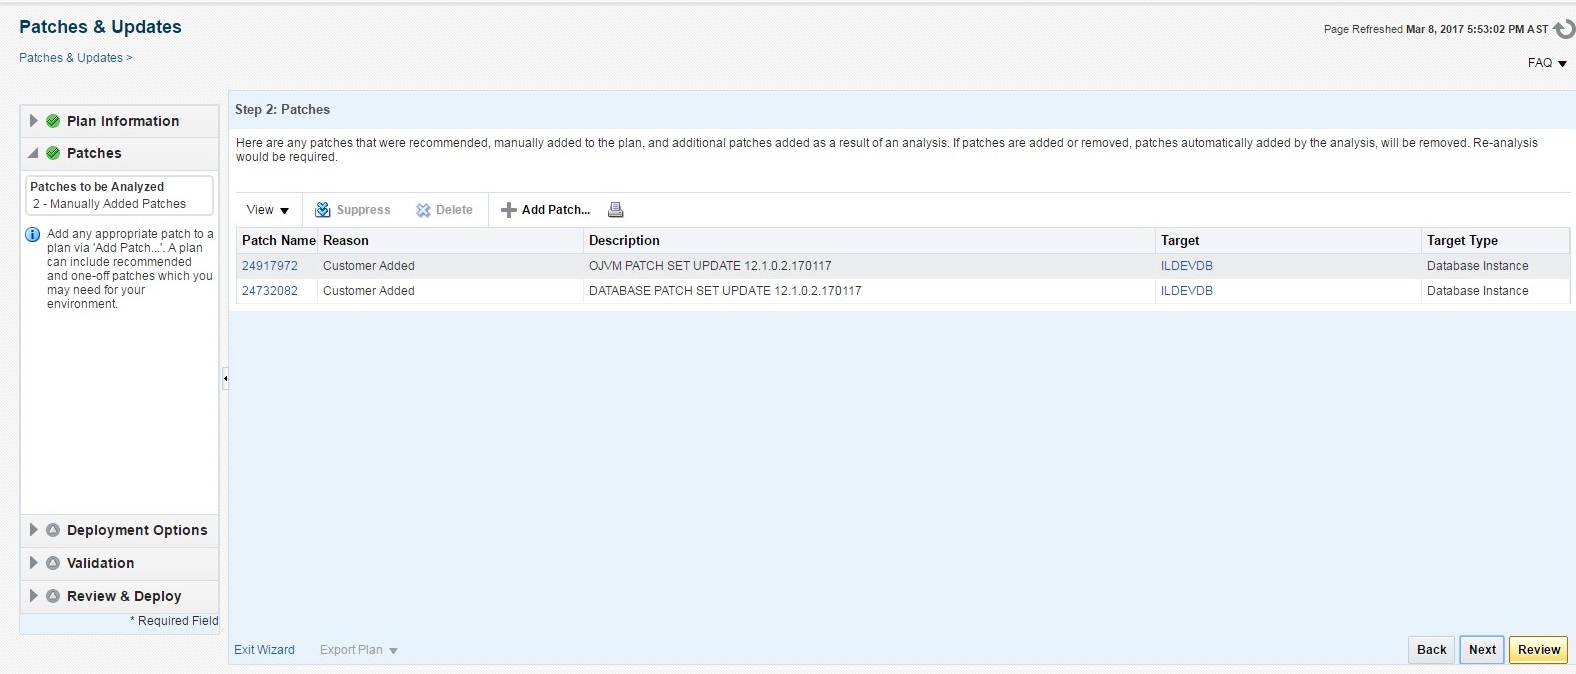 Patches & Updates
Page Refreshed Mar 8, 2017 5:53:02 PM AST
Patches & Updates >
FAQ
Plan Information
Patches
Patches to be Analyzed
2 - Manually Added Patches
Add any appropriate patch to a
plan via 'Add Patch...'. A plan
can include recommended
and one-off patches which you
may need for your
environment.
Deployment Options
Validation
Review & Deploy
* Required Field
Step 2: Patches
Here are any patches that were recommended, manually added to the plan, and additional patches added as a result of an analysis. If patches are added or removed, patches automatically added by the analysis, will be removed. Re-analysis
would be required.
View Suppress Delete Add Patch...
Patch Name Reason Description Target Target Type
24917972 Customer Added OJVM PATCH SET UPDATE 12.1.0.2.170117 ILDEVDB Database Instance
24732082 Customer Added DATABASE PATCH SET UPDATE 12.1.0.2.170117 ILDEVDB Database Instance
Exit Wizard Export Plan Back Next Review